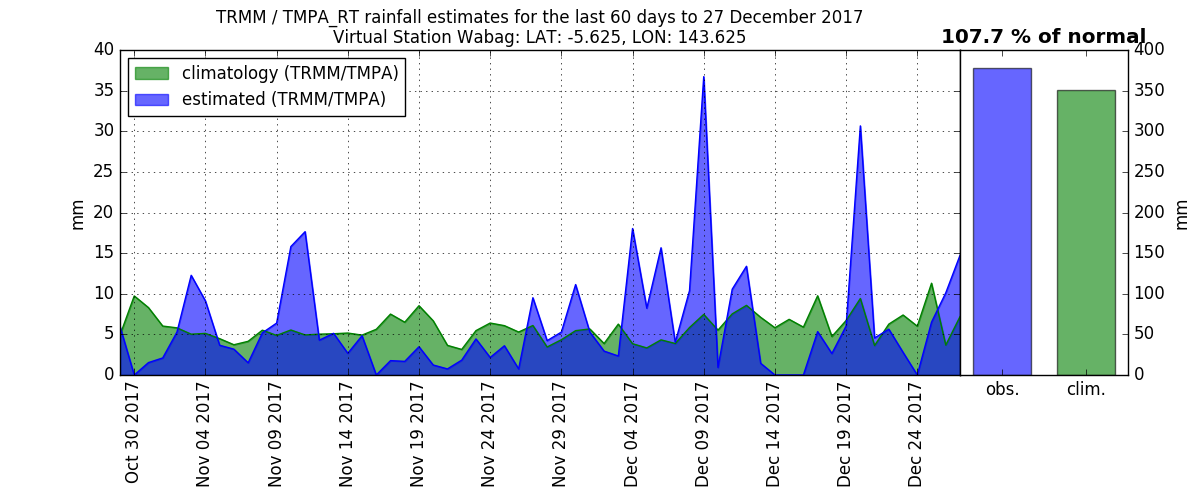 TRMM / TMPA_RT rainfall estimates for the last 60 days to 27 December 2017
Virtual Station Wabag: LAT: -5.625, LON: 143.625
107.7 % of normal
climatology (TRMM/TMPA)
estimated (TRMM/TMPA)
mm
40
35
30
25
20
15
10
5
0
Oct 30 2017
Nov 04 2017
Nov 09 2017
Nov 14 2017
Nov 19 2017
Nov 24 2017
Nov 29 2017
Dec 04 2017
Dec 09 2017
Dec 14 2017
Dec 19 2017
Dec 24 2017
obs.
clim.
400
350
300
250
200
150
100
50
0
mm